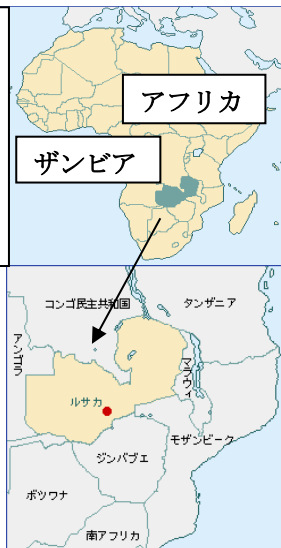 アフリカ
ザンビア
コンゴ民主共和国
タンザニア
アンゴラ
マラウィ
ルサカ
モザンビーク
ジンバブエ
ボツワナ
南アフリカ